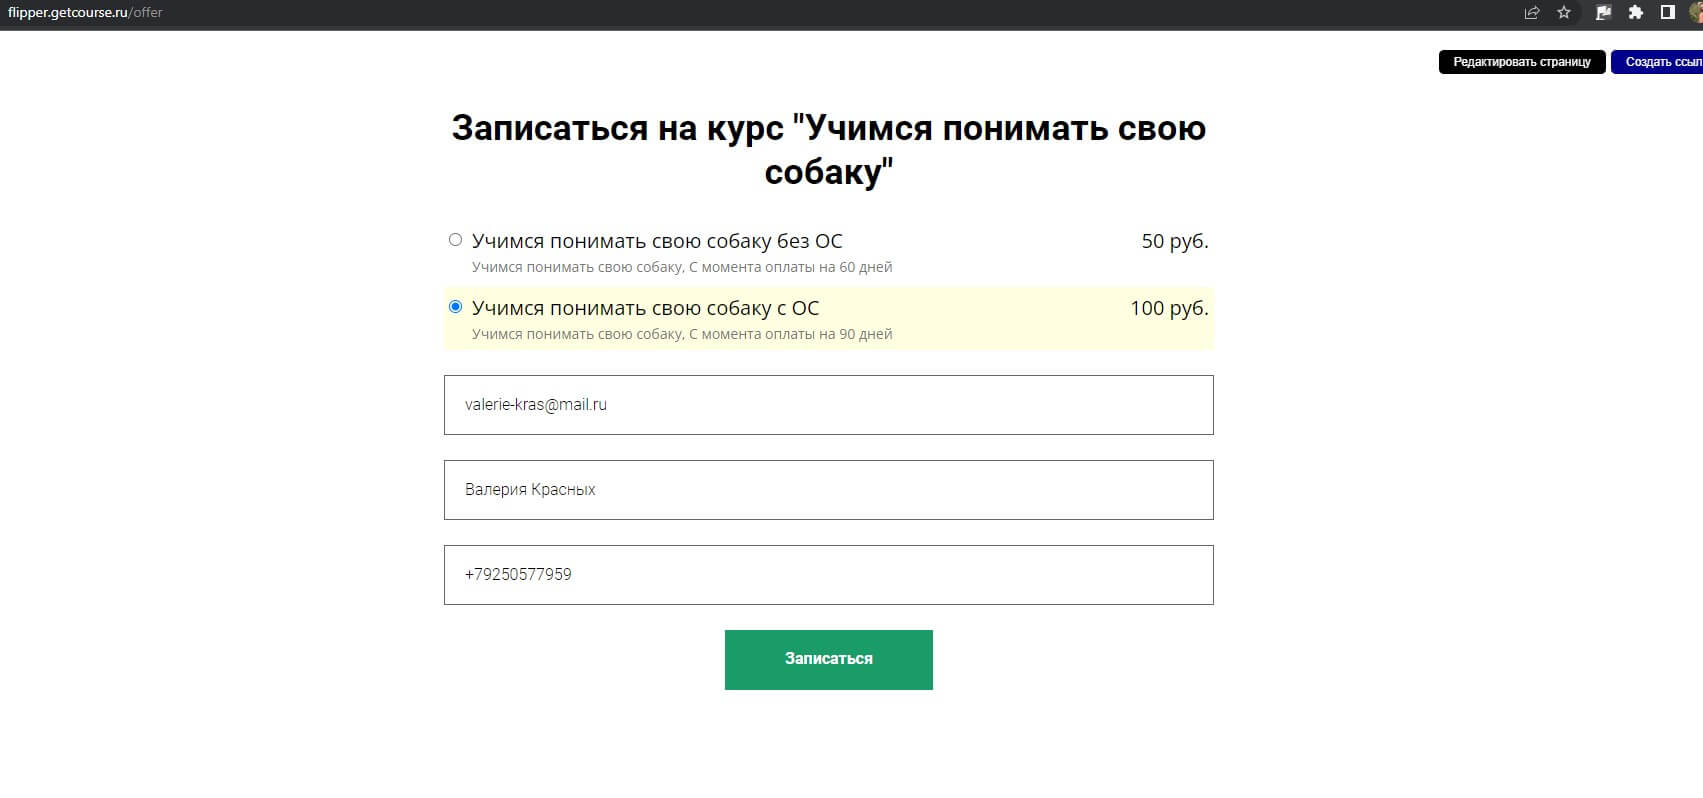 flipper.getcourse.ru/offer
Редактировать страницу
Создать ссыл
Записаться на курс "Учимся понимать свою
собаку"
Учимся понимать свою собаку без ОС 50 руб.
Учимся понимать свою собаку, С момента оплаты на 60 дней
Учимся понимать свою собаку с ОС 100 руб.
Учимся понимать свою собаку, С момента оплаты на 90 дней
valerie-kras@mail.ru
Валерия Красных
+79250577959
Записаться